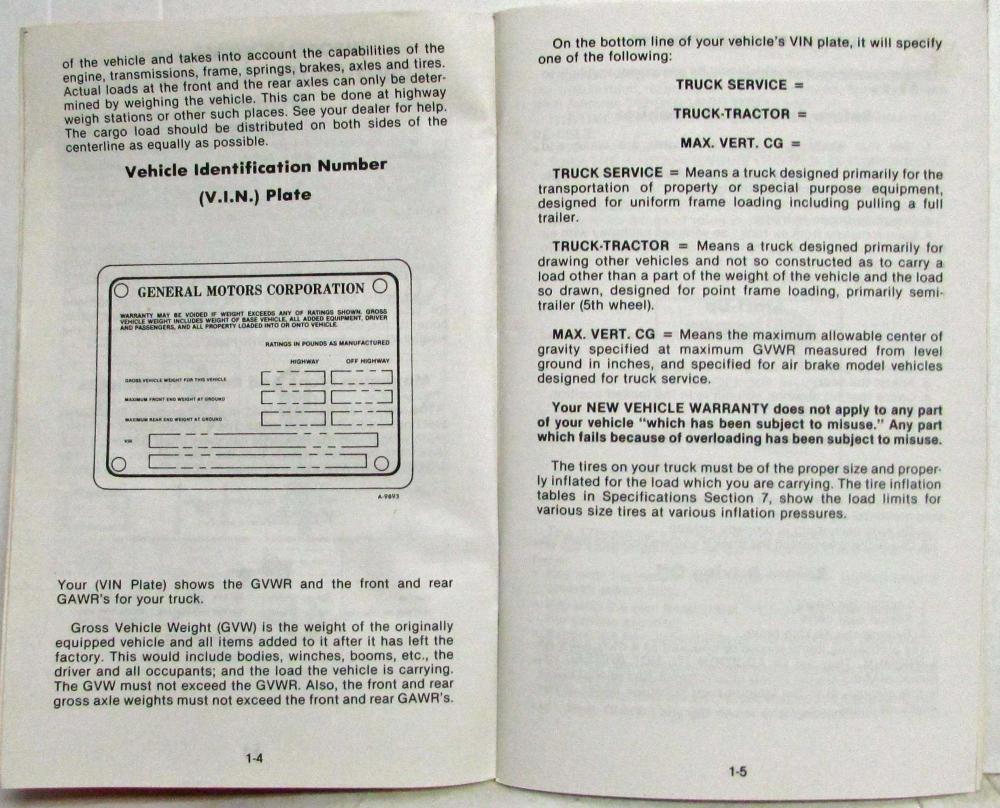 of the vehicle and takes into account the capabilities of the
engine, transmissions, frame, springs, brakes, axles and tires.
Actual loads at the front and the rear axles can only be deter-
mined by weighing the vehicle. This can be done at highway
weigh stations or other such places. See your dealer for help.
The cargo load should be distributed on both sides of the
centerline as equally as possible.
Vehicle Identification Number
(V.I.N.) Plate
GENERAL MOTORS CORPORATION
WARRANTY MAY BE VOIDED IF WEIGHT EXCEEDS ANY OF RATINGS SHOWN. GROSS
VEHICLE WEIGHT INCLUDES WEIGHT OF BASE VEHICLE, ALL ADDED EQUIPMENT, DRIVER
AND PASSENGERS, AND ALL PROPERTY LOADED INTO OR ONTO VEHICLE.
RATINGS IN POUNDS AS MANUFACTURED
HIGHWAY OFF HIGHWAY
GROSS VEHICLE WEIGHT FOR THIS VEHICLE
MAXIMUM FRONT END WEIGHT AT GROUND
MAXIMUM REAR END WEIGHT AT GROUND
VIN
A-9893
Your (VIN Plate) shows the GVWR and the front and rear
GAWR's for your truck.
Gross Vehicle Weight (GVW) is the weight of the originally
equipped vehicle and all items added to it after it has left the
factory. This would include bodies, winches, booms, etc., the
driver and all occupants; and the load the vehicle is carrying.
The GVW must not exceed the GVWR. Also, the front and rear
gross axle weights must not exceed the front and rear GAWR's.
1-4
On the bottom line of your vehicle's VIN plate, it will specify
one of the following:
TRUCK SERVICE =
TRUCK-TRACTOR =
MAX. VERT. CG =
TRUCK SERVICE = Means a truck designed primarily for the
transportation of property or special purpose equipment,
designed for uniform frame loading including pulling a full
trailer.
TRUCK-TRACTOR = Means a truck designed primarily for
drawing other vehicles and not so constructed as to carry a
load other than a part of the weight of the vehicle and the load
so drawn, designed for point frame loading, primarily semi-
trailer (5th wheel).
MAX. VERT. CG = Means the maximum allowable center of
gravity specified at maximum GVWR measured from level
ground in inches, and specified for air brake model vehicles
designed for truck service.
Your NEW VEHICLE WARRANTY does not apply to any part
of your vehicle "which has been subject to misuse." Any part
which fails because of overloading has been subject to misuse.
The tires on your truck must be of the proper size and proper-
ly inflated for the load which you are carrying. The tire inflation
tables in Specifications Section 7, show the load limits for
various size tires at various inflation pressures.
1-5